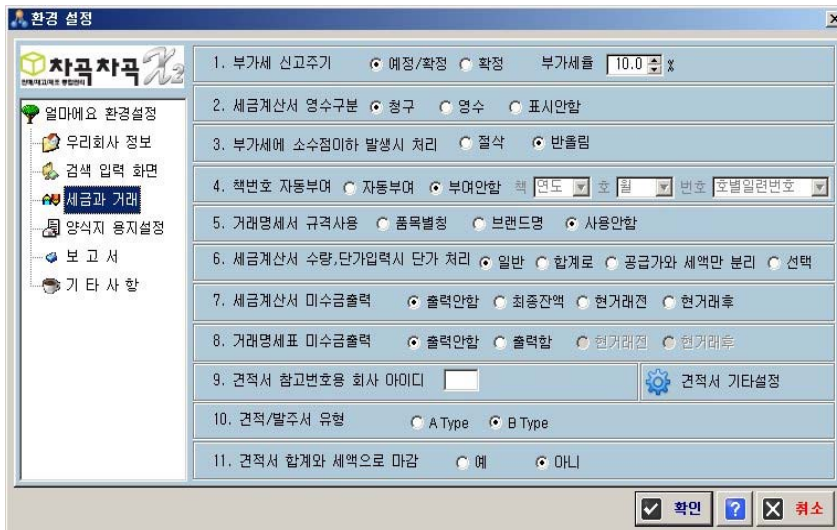 환경 설정
차곡차곡 X2
얼마에요 환경설정
우리회사 정보
검색 입력 화면
세금과 거래
양식지 용지설정
보 고 서
기 타 사 항
1. 부가세 신고주기 예정/확정 확정 부가세율 10.0 %
2. 세금계산서 영수구분 청구 영수 표시안함
3. 부가세에 소수점이하 발생시 처리 절삭 반올림
4. 책번호 자동부여 자동부여 부여안함 책 연도 호 월 번호 호별일련번호
5. 거래명세서 규격사용 품목별칭 브랜드명 사용안함
6. 세금계산서 수량,단가입력시 단가 처리 일반 합계로 공급가와 세액만 분리 선택
7. 세금계산서 미수금출력 출력안함 최종잔액 현거래전 현거래후
8. 거래명세표 미수금출력 출력안함 출력함 현거래전 현거래후
9. 견적서 참고번호용 회사 아이디 견적서 기타설정
10. 견적/발주서 유형 A Type B Type
11. 견적서 합계와 세액으로 마감 예 아니
확인 ? 취소